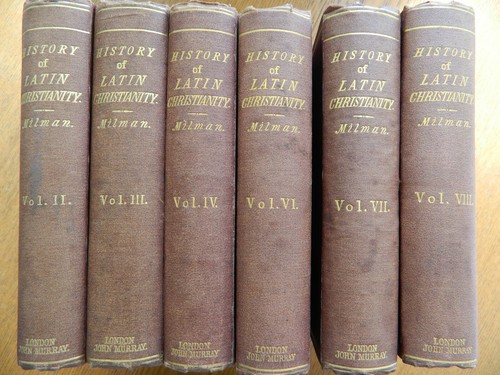 HISTORY
of
LATIN
CHRISTIANITY.
Milman.
Vol. II.
LONDON
JOHN MURRAY.
HISTORY
of
LATIN
CHRISTIANITY.
Milman.
Vol. III.
LONDON
JOHN MURRAY.
HISTORY
of
LATIN
CHRISTIANITY.
Milman.
Vol. IV.
LONDON
JOHN MURRAY.
HISTORY
of
LATIN
CHRISTIANITY.
Milman.
Vol. VI.
LONDON
JOHN MURRAY
HISTORY
of
LATIN
CHRISTIANITY.
Milman.
Vol. VII.
LONDON
JOHN MURRAY.
HISTORY
of
LATIN
CHRISTIANITY.
Milman.
Vol. VIII.
LONDON
JOHN MURRAY